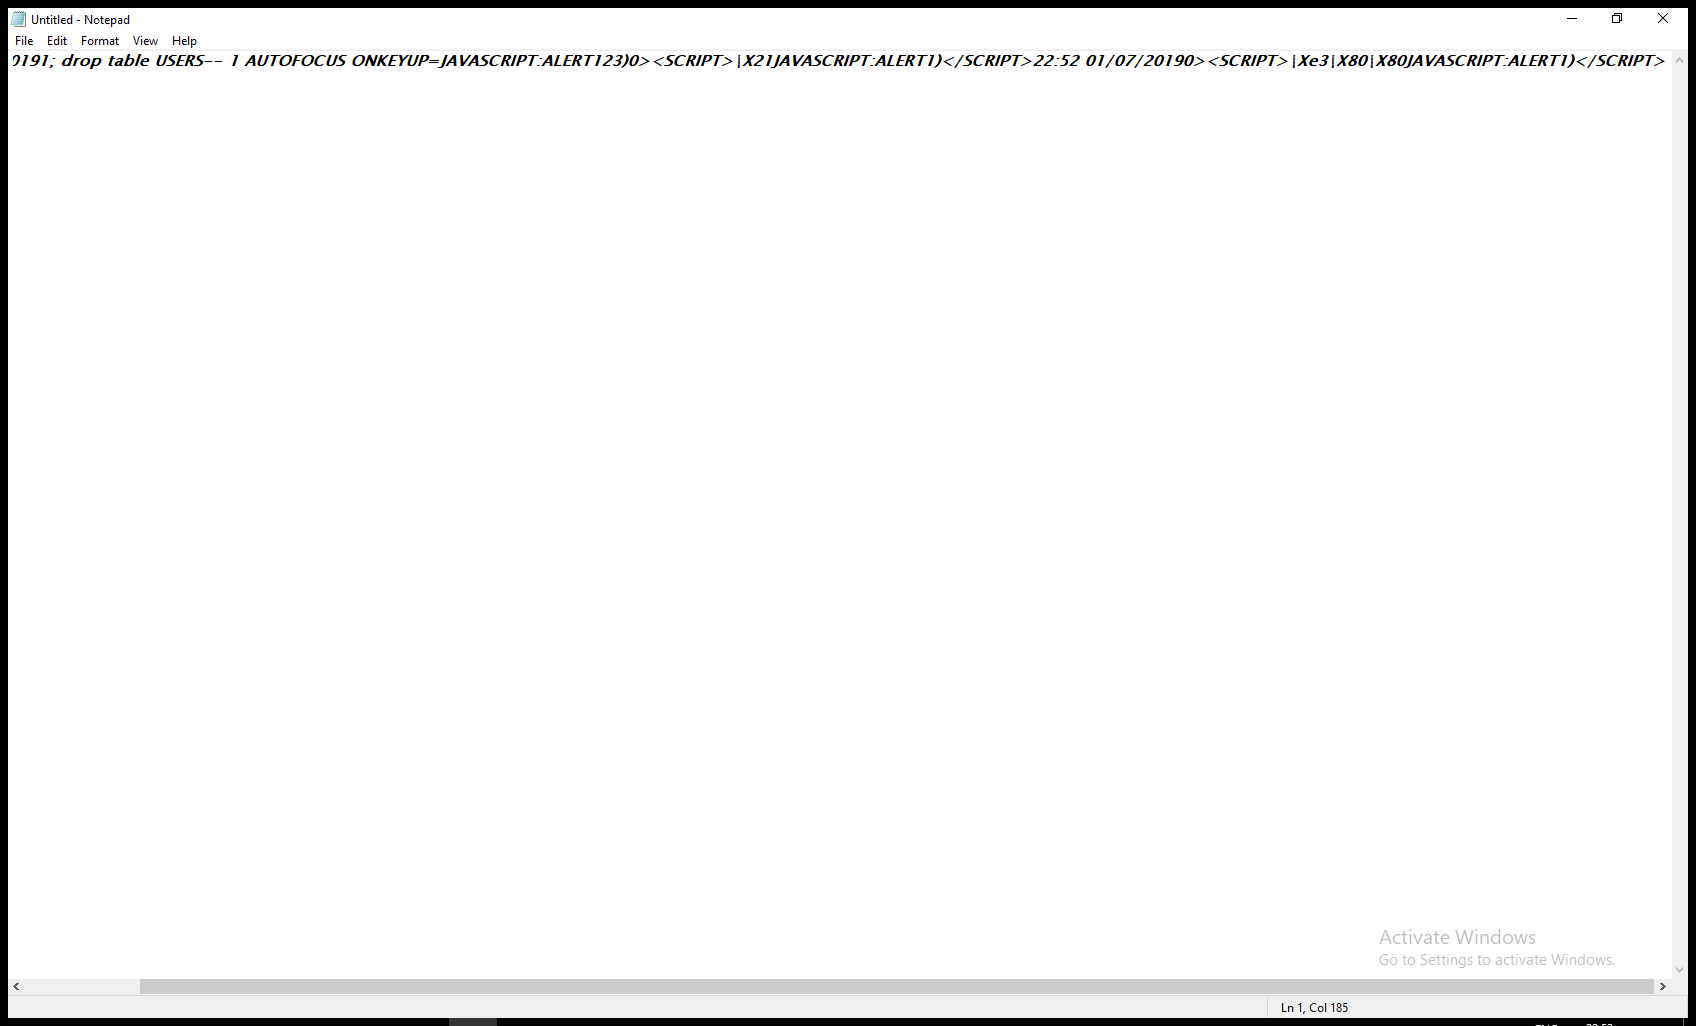 Untitled - Notepad
File Edit Format View Help
0191; drop table USERS-- 1 AUTOFOCUS ONKEYUP=JAVASCRIPT:ALERT123)0><SCRIPT>\X21JAVASCRIPT:ALERT1)</SCRIPT>22:52 01/07/20190><SCRIPT>\Xe3\X80\X80JAVASCRIPT:ALERT1)</SCRIPT>
Activate Windows
Go to Settings to activate Windows.
Ln 1, Col 185